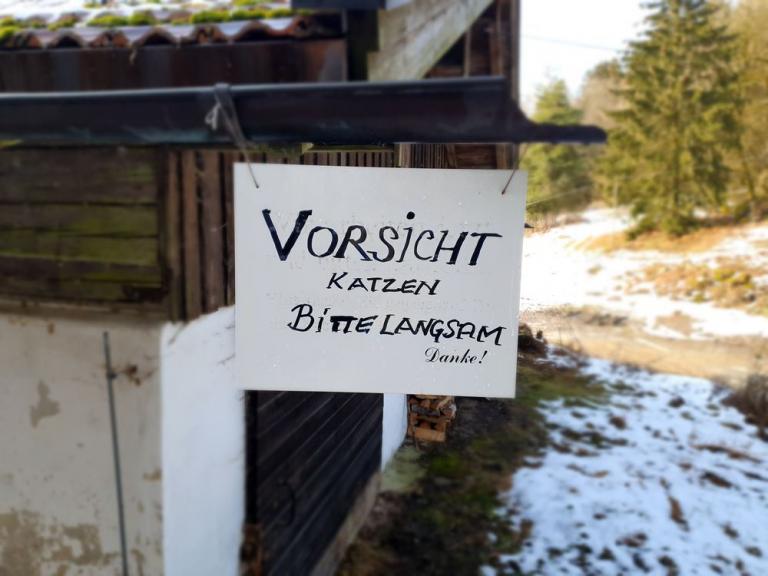 VORSiCHT
KATZEN
BiTTE LANGSAM
Danke!